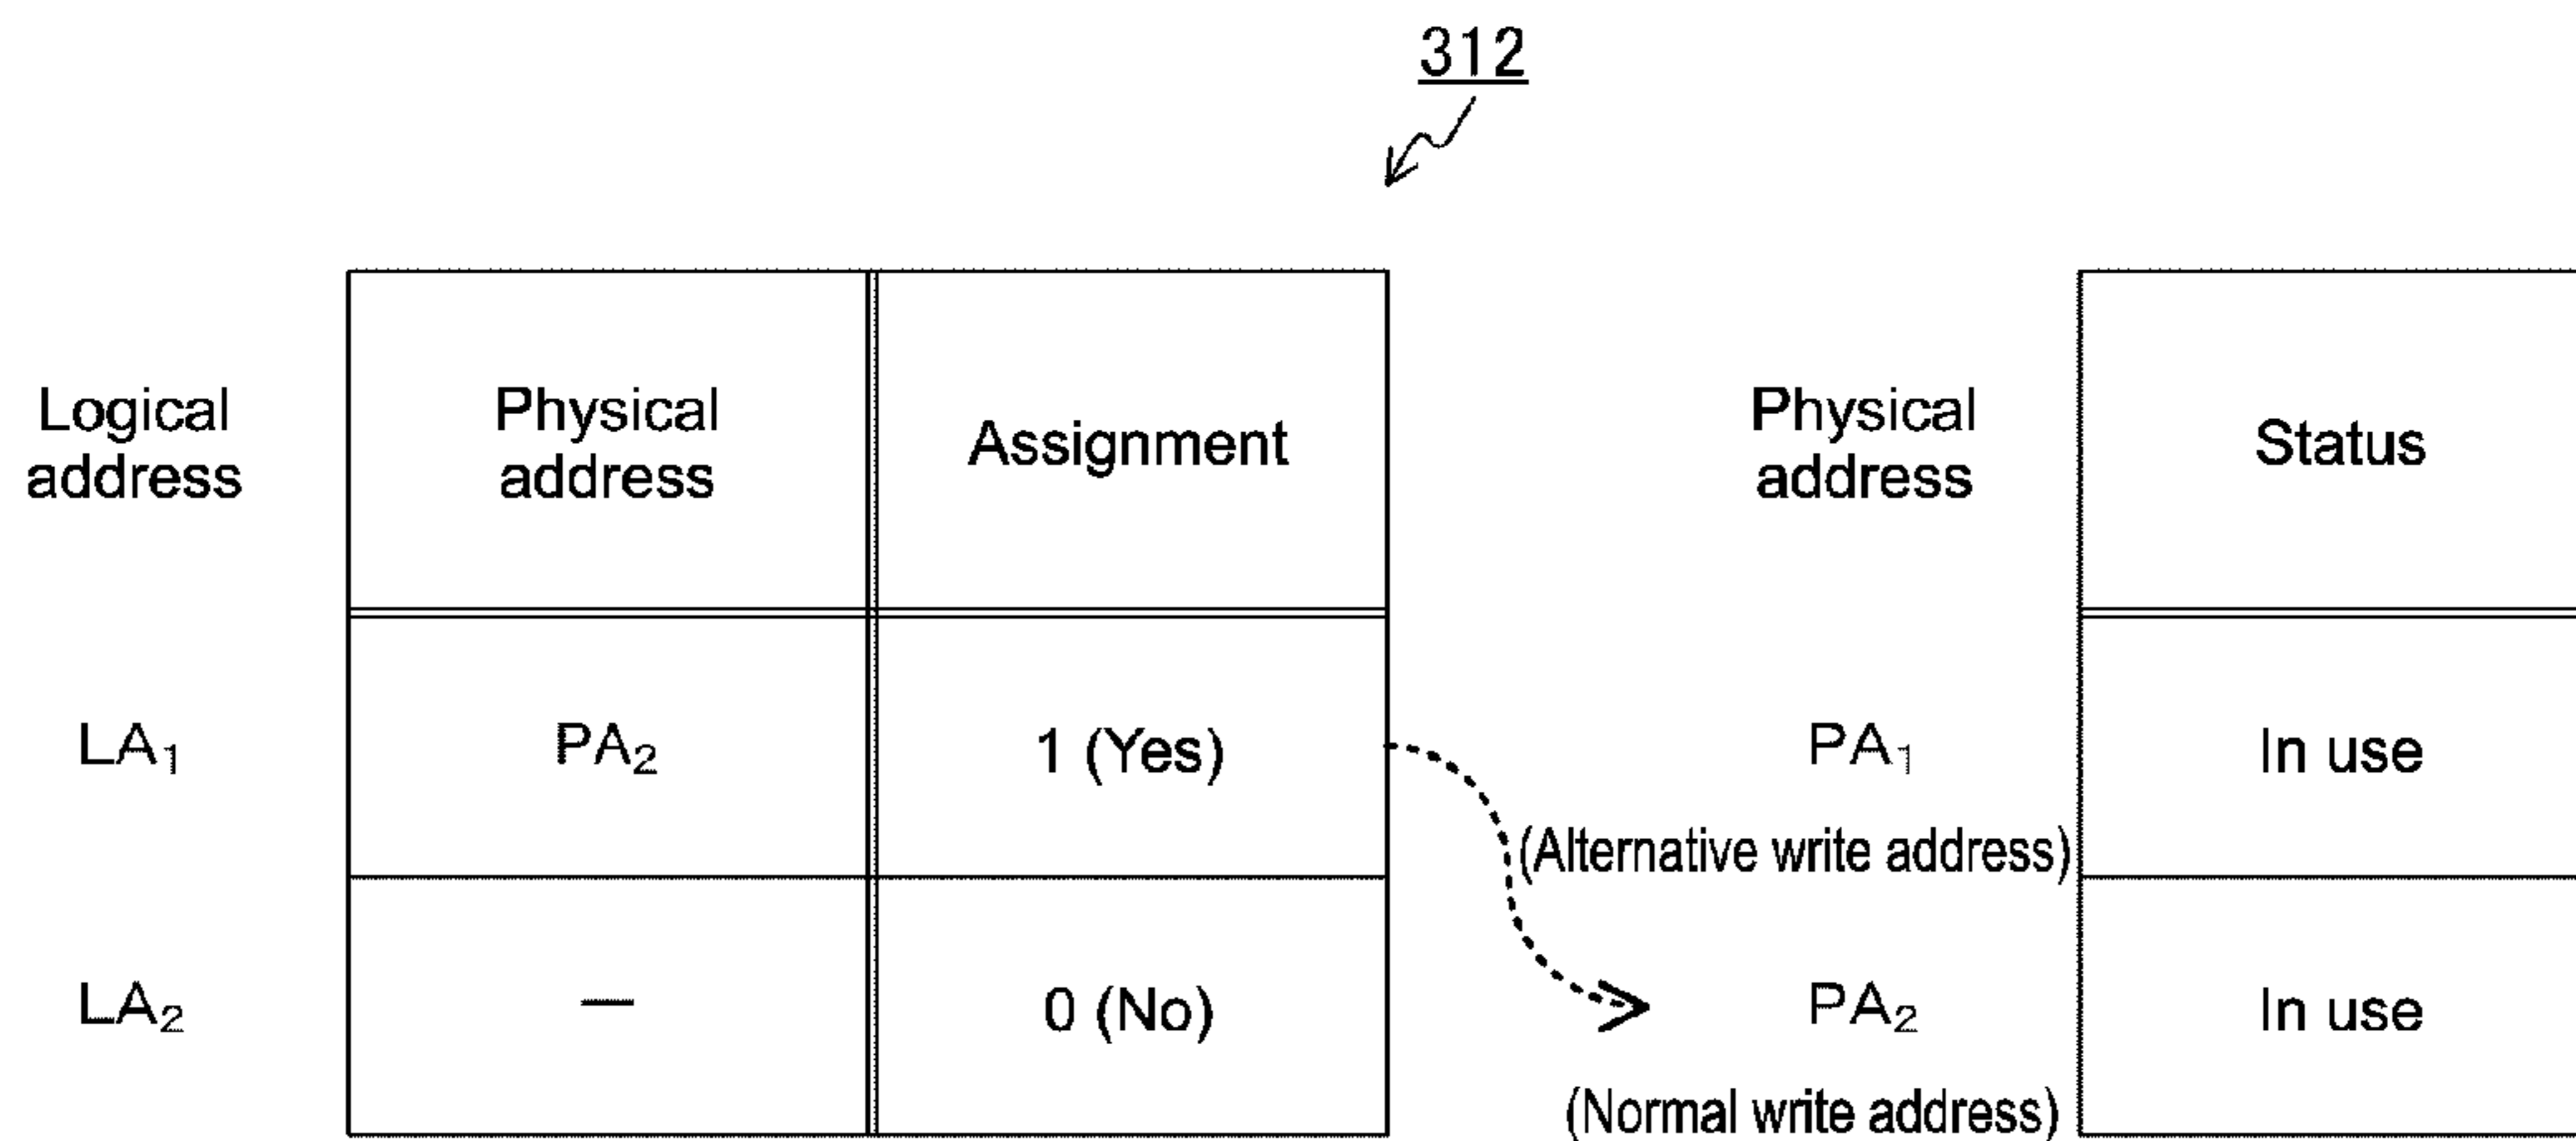 312
Logical address
Physical address
Assignment
Physical address
Status
LA₁
PA₂
1 (Yes)
PA₁
(Alternative write address)
In use
LA₂
—
0 (No)
PA₂
(Normal write address)
In use